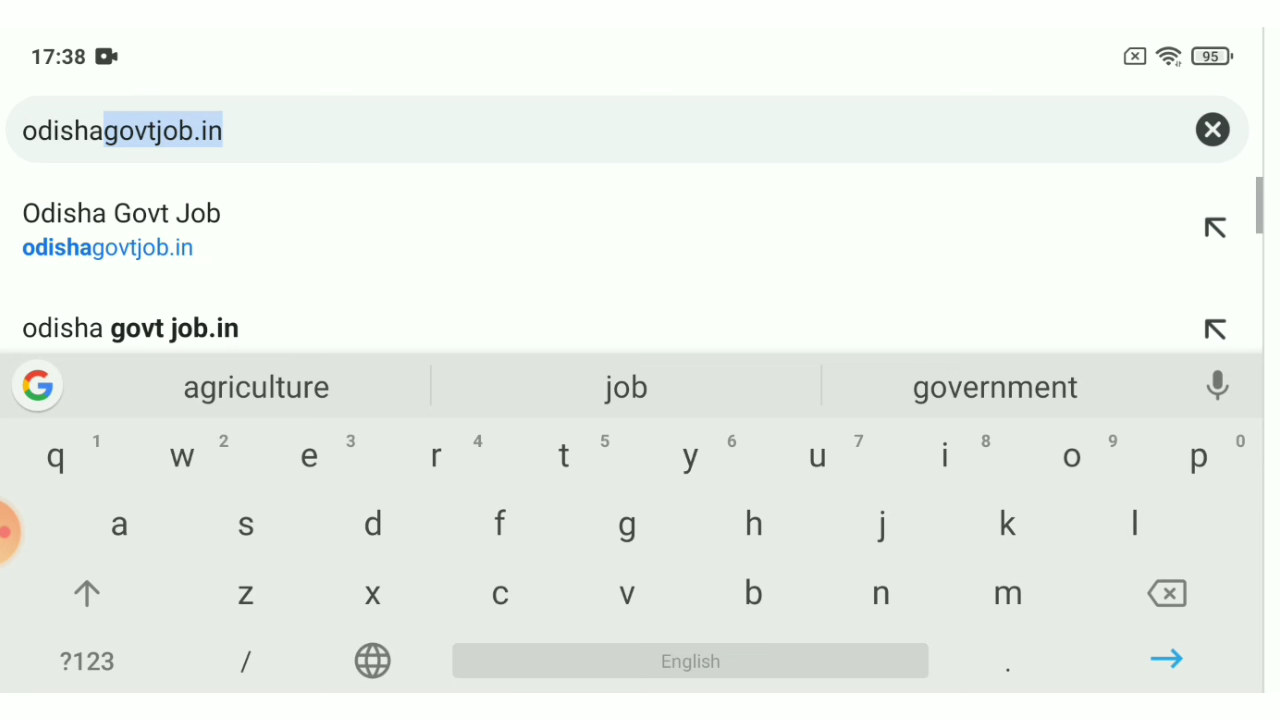 17:38
95
odishagovtjob.in
Odisha Govt Job
odishagovtjob.in
odisha govt job.in
G agriculture job government
q 1 w 2 e 3 r 4 t 5 y 6 u 7 i 8 o 9 p 0
a s d f g h j k l
z x c v b n m
?123 / English .